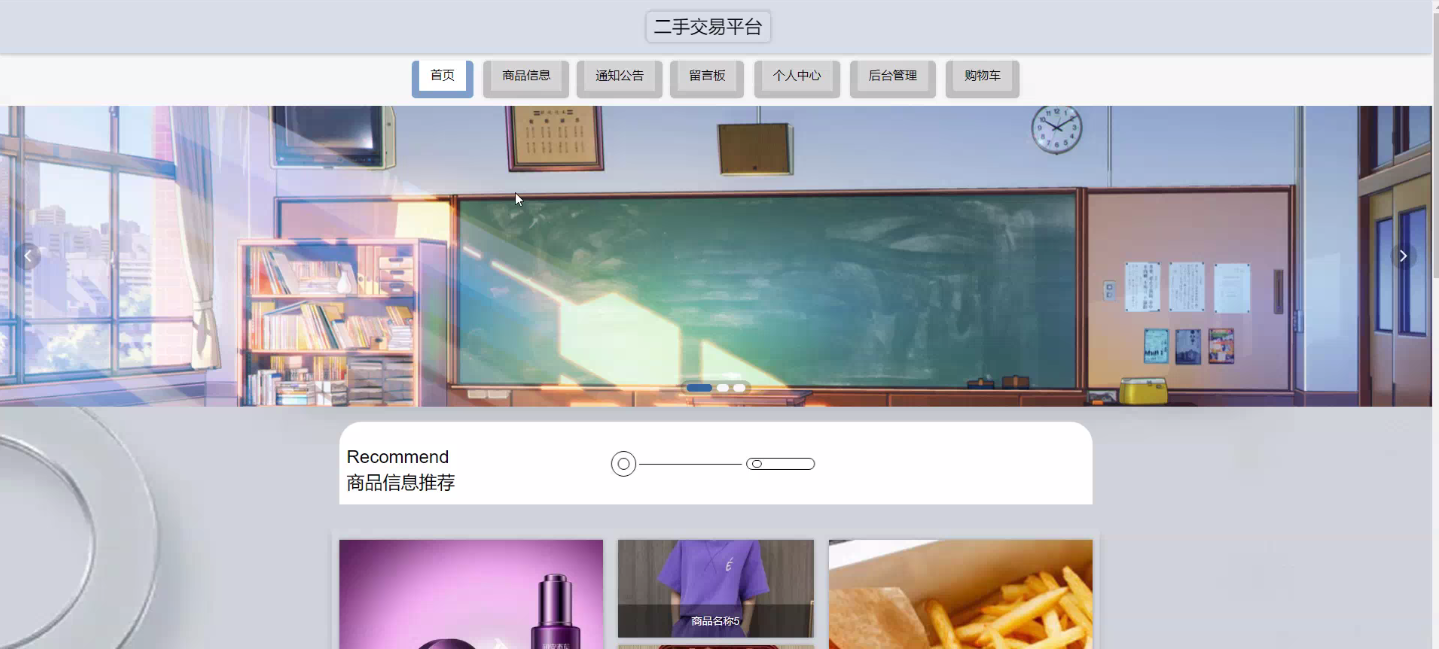 二手交易平台
首页
商品信息
通知公告
留言板
个人中心
后台管理
购物车
Recommend
商品信息推荐
商品名称5